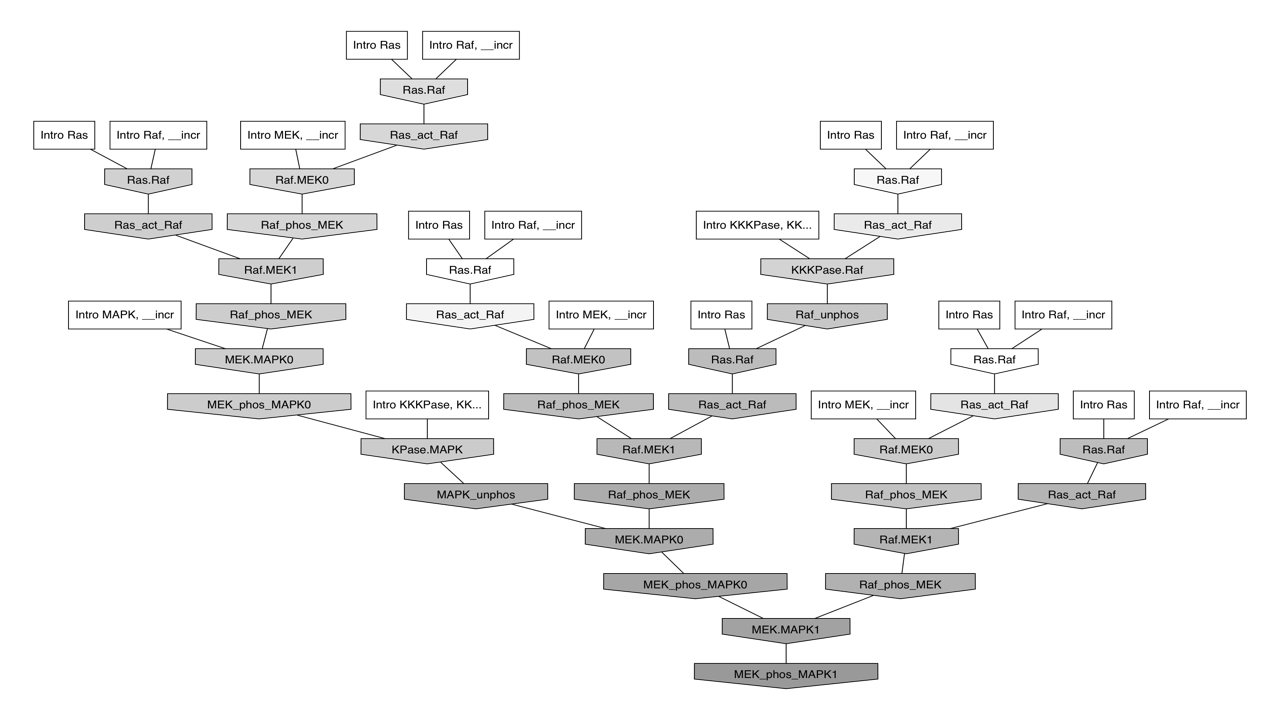 Intro Ras
Intro Raf, __incr
Ras.Raf
Intro Ras
Intro Raf, __incr
Intro MEK, __incr
Ras_act_Raf
Intro Ras
Intro Raf, __incr
Ras.Raf
Raf.MEK0
Ras.Raf
Ras_act_Raf
Raf_phos_MEK
Intro Ras
Intro Raf, __incr
Intro KKKPase, KK...
Ras_act_Raf
Raf.MEK1
Ras.Raf
KKKPase.Raf
Intro MAPK, __incr
Raf_phos_MEK
Ras_act_Raf
Intro MEK, __incr
Intro Ras
Raf_unphos
Intro Ras
Intro Raf, __incr
MEK.MAPK0
Raf.MEK0
Ras.Raf
Ras.Raf
MEK_phos_MAPK0
Intro KKKPase, KK...
Raf_phos_MEK
Ras_act_Raf
Intro MEK, __incr
Ras_act_Raf
Intro Ras
Intro Raf, __incr
KPase.MAPK
Raf.MEK1
Raf.MEK0
Ras.Raf
MAPK_unphos
Raf_phos_MEK
Raf_phos_MEK
Ras_act_Raf
MEK.MAPK0
Raf.MEK1
MEK_phos_MAPK0
Raf_phos_MEK
MEK.MAPK1
MEK_phos_MAPK1